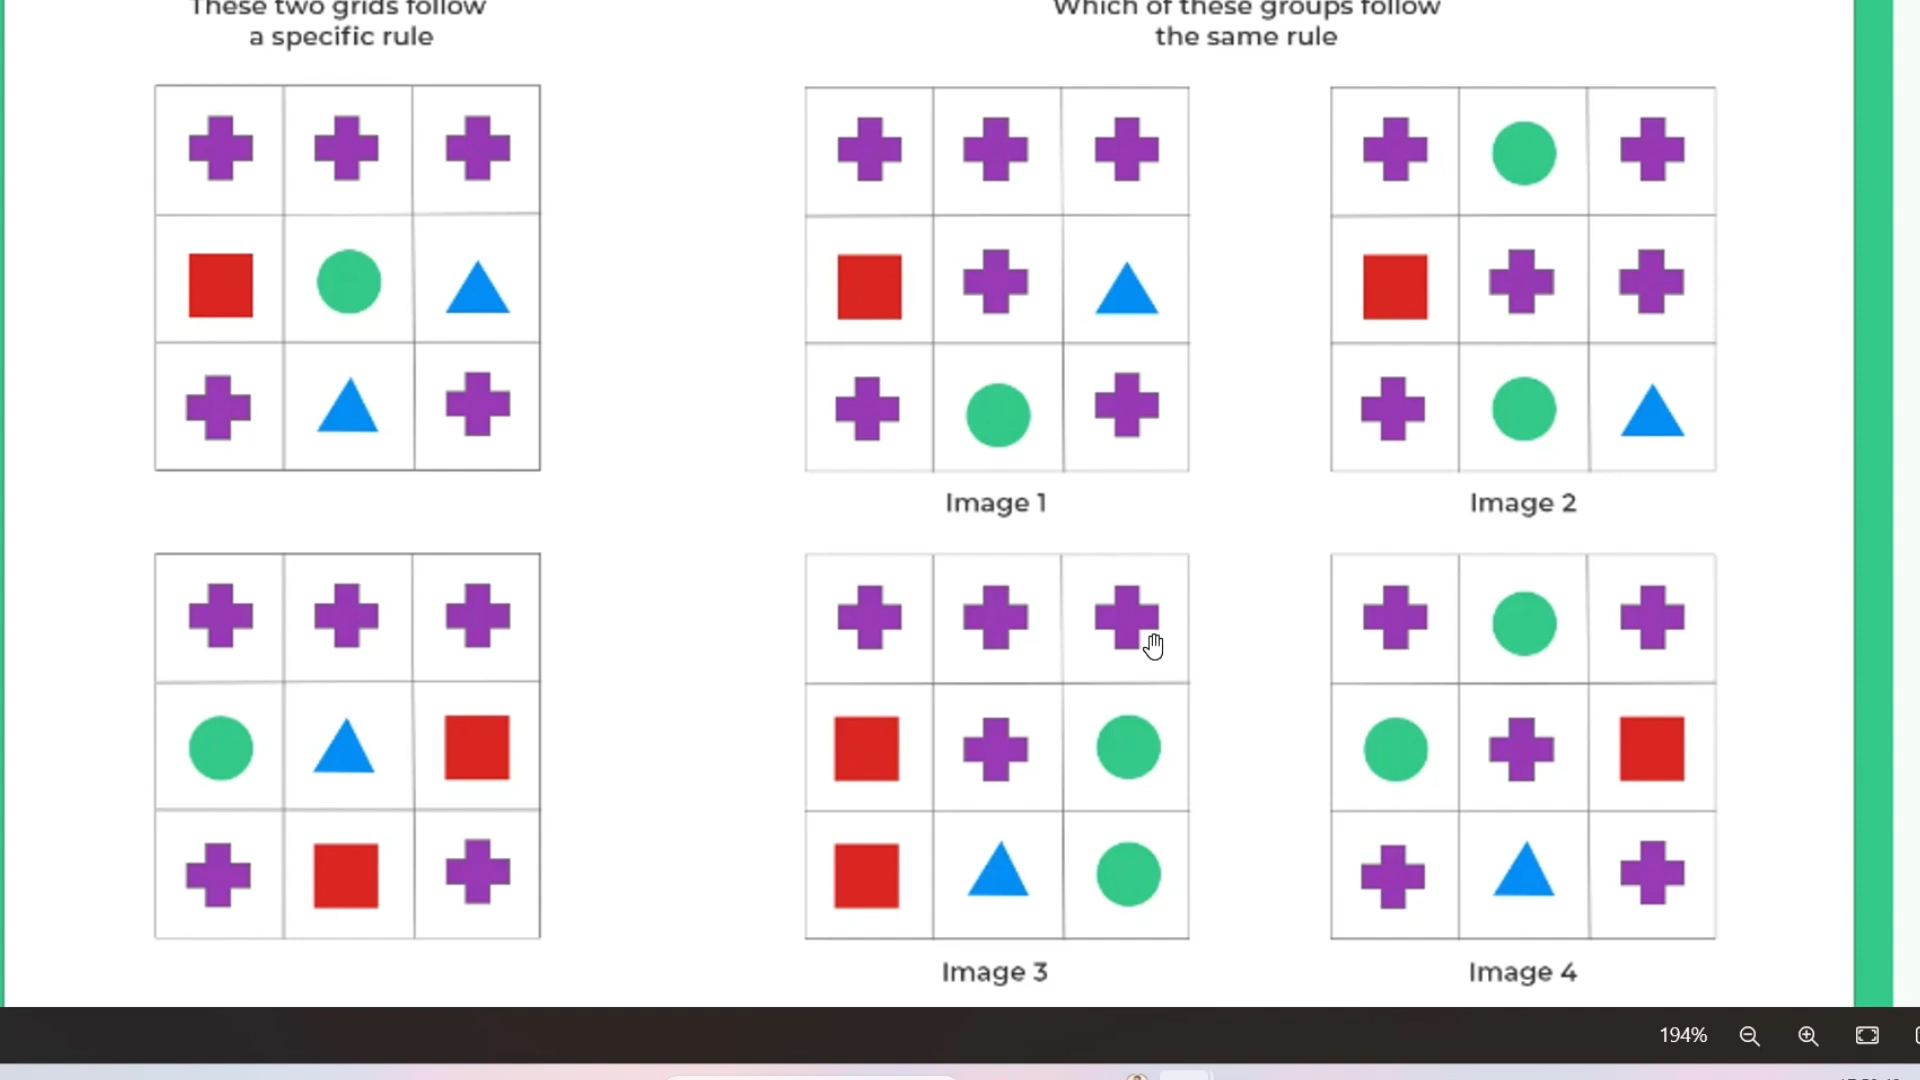 These two grids follow
a specific rule
Which of these groups follow
the same rule
Image 1
Image 2
Image 3
Image 4
194%